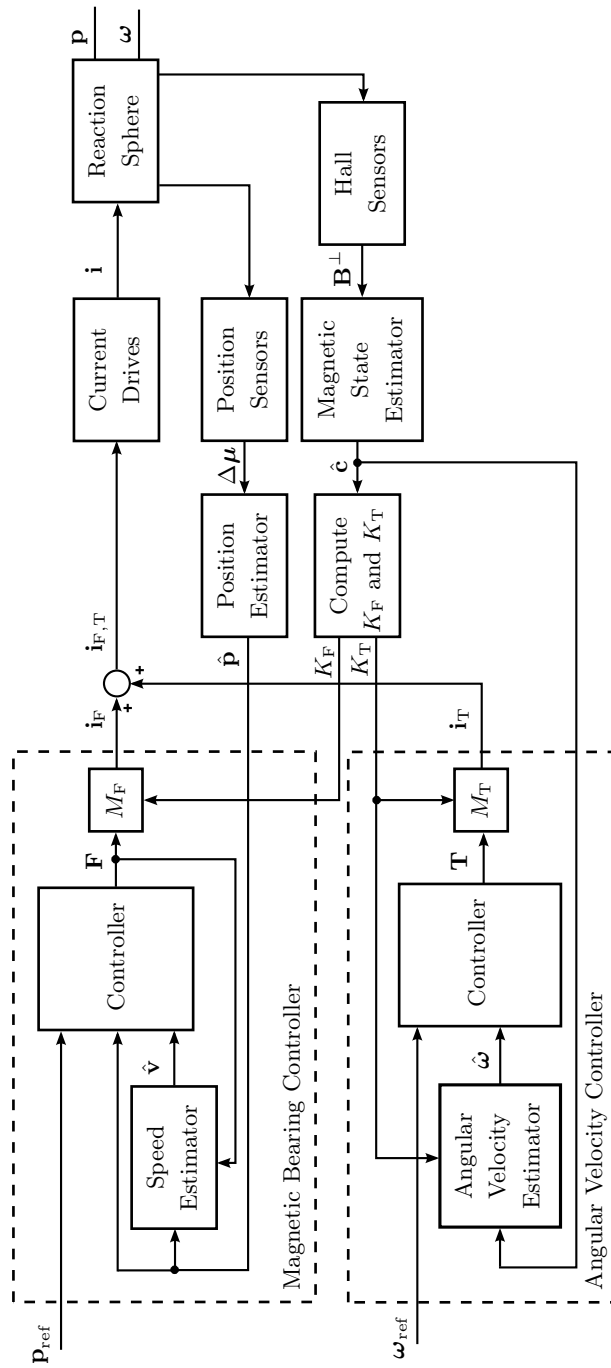 p_ref
Controller
F
M_F
i_F
+
+
i_F,T
Current
Drives
i
Reaction
Sphere
p
ω
Speed
Estimator
v̂
Magnetic Bearing Controller
p̂
Position
Estimator
Δμ
Position
Sensors
K_F
K_T
Compute
K_F and K_T
ĉ
Magnetic
State
Estimator
B^⊥
Hall
Sensors
ω_ref
Angular
Velocity
Estimator
ω̂
Controller
T
M_T
i_T
Angular Velocity Controller